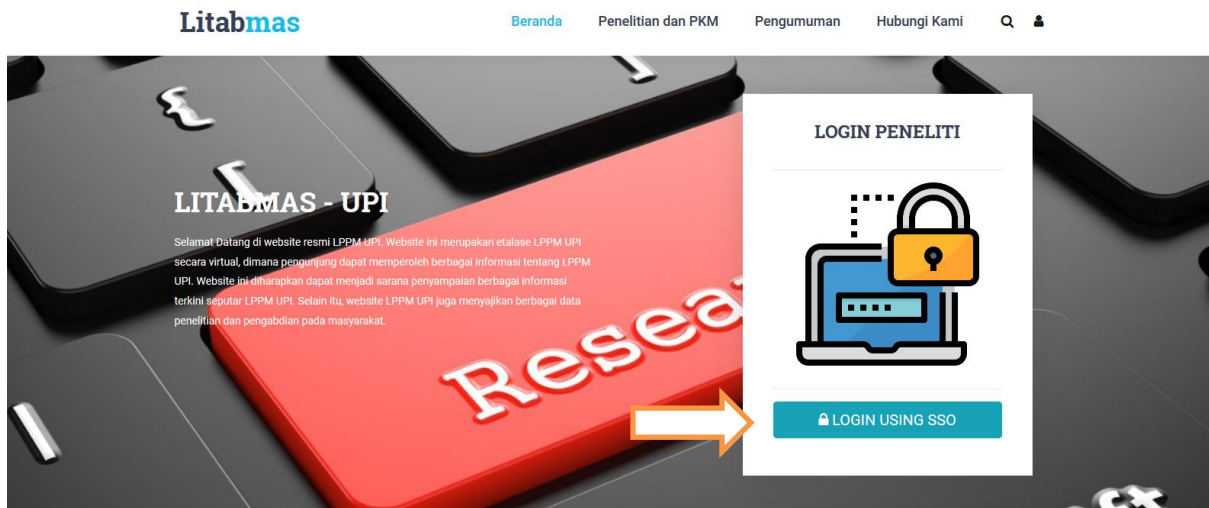 Litabmas
Beranda Penelitian dan PKM Pengumuman Hubungi Kami
LOGIN PENELITI
LITABMAS - UPI
Selamat Datang di website resmi LPPM UPI. Website ini merupakan etalase LPPM UPI
secara virtual, dimana pengunjung dapat memperoleh berbagai informasi tentang LPPM
UPI. Website ini diharapkan dapat menjadi sarana penyampaian berbagai informasi
terkini seputar LPPM UPI. Selain itu, website LPPM UPI juga menyajikan berbagai data
penelitian dan pengabdian pada masyarakat.
LOGIN USING SSO